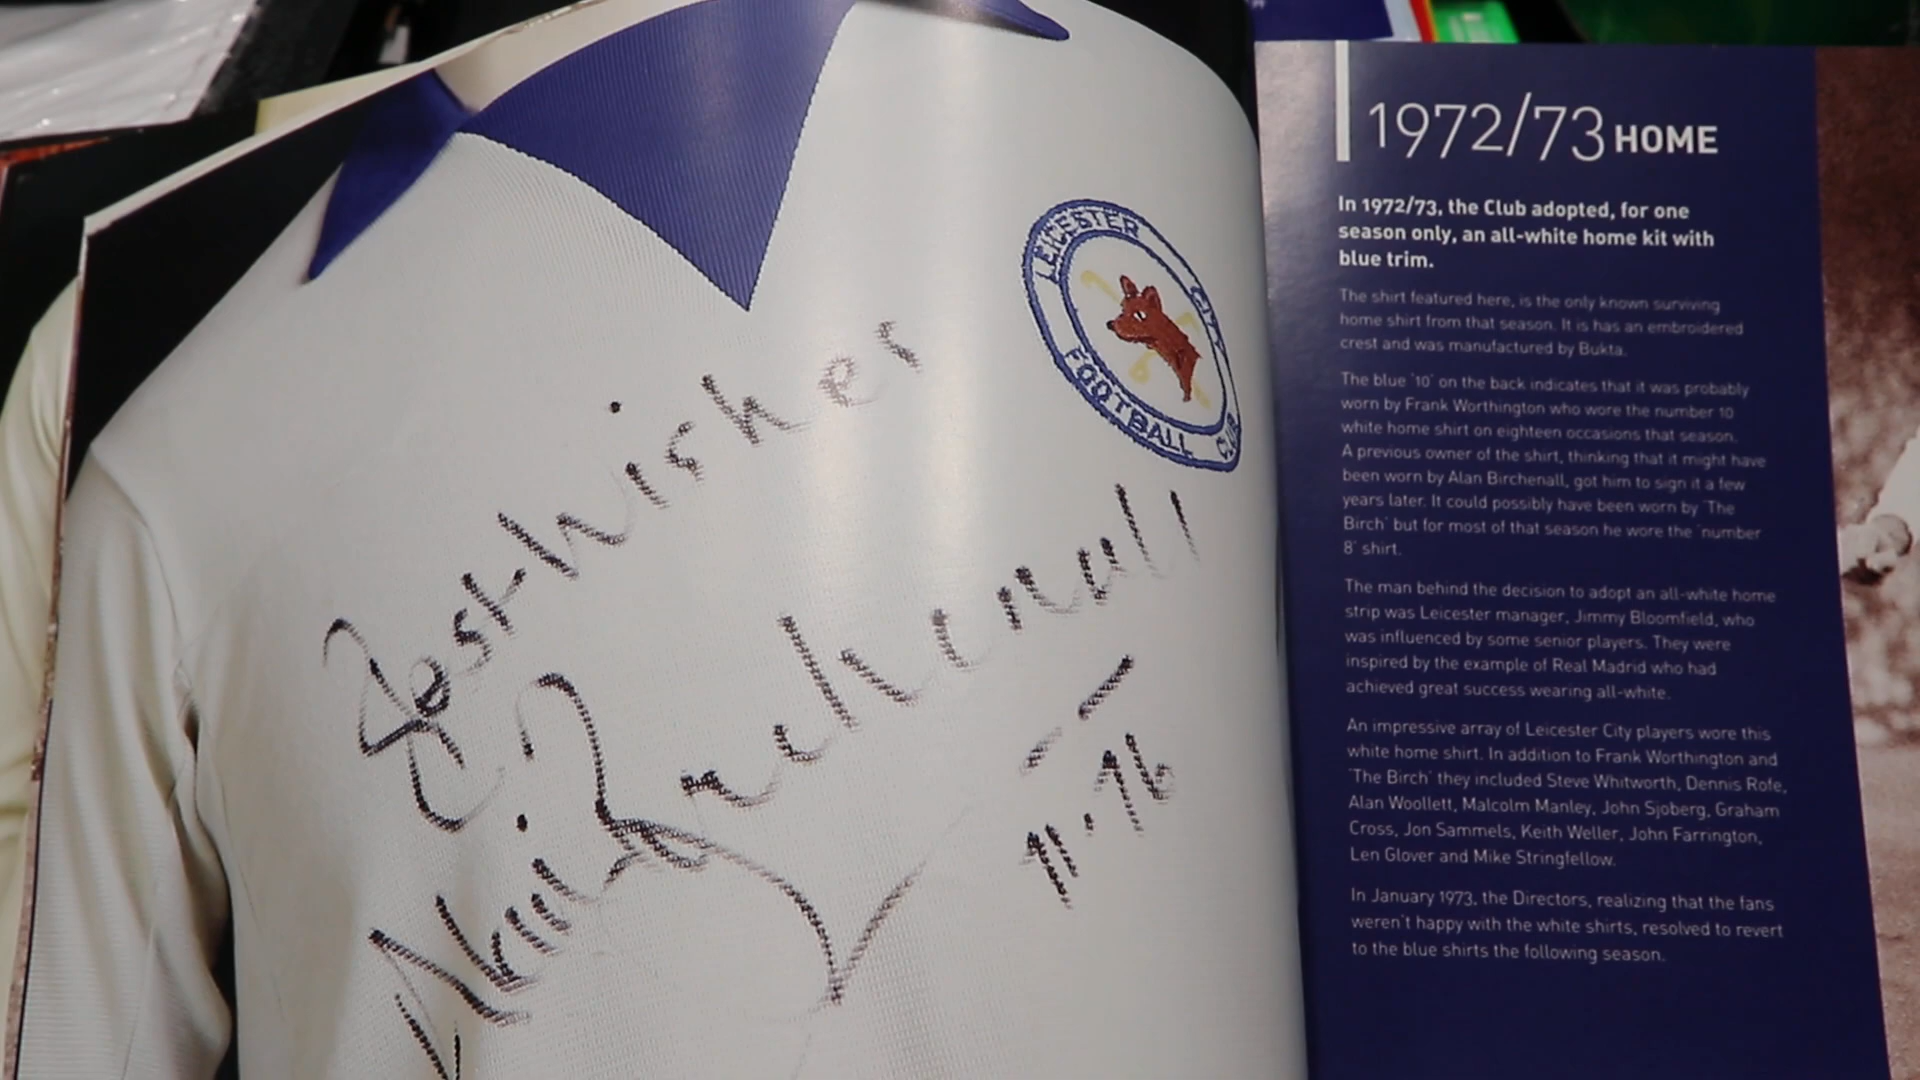 Best Wishes
Alan Birchenall
11-76
LEICESTER CITY
FOOTBALL CLUB
1972/73 HOME
In 1972/73, the Club adopted, for one
season only, an all-white home kit with
blue trim.
The shirt featured here, is the only known surviving
home shirt from that season. It is has an embroidered
crest and was manufactured by Bukta.
The blue '10' on the back indicates that it was probably
worn by Frank Worthington who wore the number 10
white home shirt on eighteen occasions that season.
A previous owner of the shirt, thinking that it might have
been worn by Alan Birchenall, got him to sign it a few
years later. It could possibly have been worn by 'The
Birch' but for most of that season he wore the 'number
8' shirt.
The man behind the decision to adopt an all-white home
strip was Leicester manager, Jimmy Bloomfield, who
was influenced by some senior players. They were
inspired by the example of Real Madrid who had
achieved great success wearing all-white.
An impressive array of Leicester City players wore this
white home shirt. In addition to Frank Worthington and
'The Birch' they included Steve Whitworth, Dennis Rofe,
Alan Woollett, Malcolm Manley, John Sjoberg, Graham
Cross, Jon Sammels, Keith Weller, John Farrington,
Len Glover and Mike Stringfellow.
In January 1973, the Directors, realizing that the fans
weren't happy with the white shirts, resolved to revert
to the blue shirts the following season.